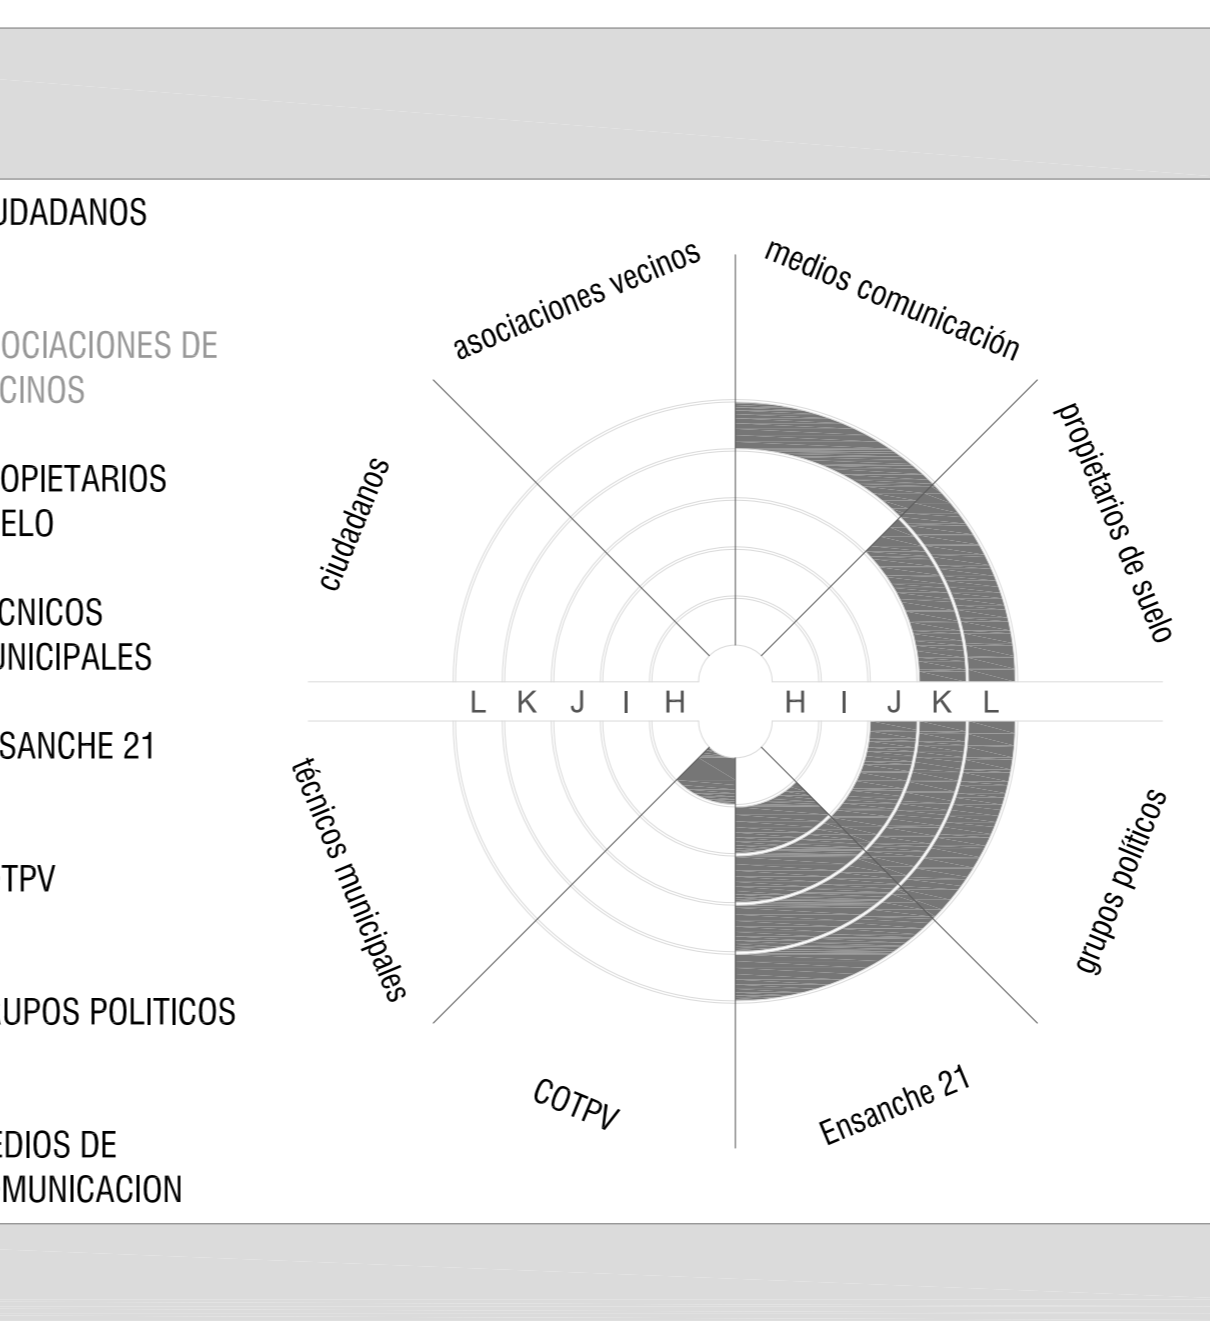 UDADANOS
OCIACIONES DE
CINOS
OPIETARIOS
ELO
CNICOS
UNICIPALES
SANCHE 21
TPV
UPOS POLITICOS
EDIOS DE
MUNICACION
asociaciones vecinos
medios comunicación
ciudadanos
propietarios de suelo
L K J I H
H I J K L
técnicos municipales
grupos políticos
COTPV
Ensanche 21